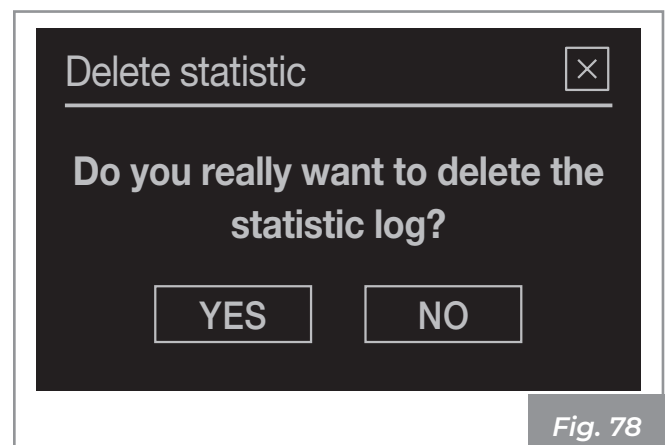 Delete statistic
Do you really want to delete the
statistic log?
YES NO
Fig. 78